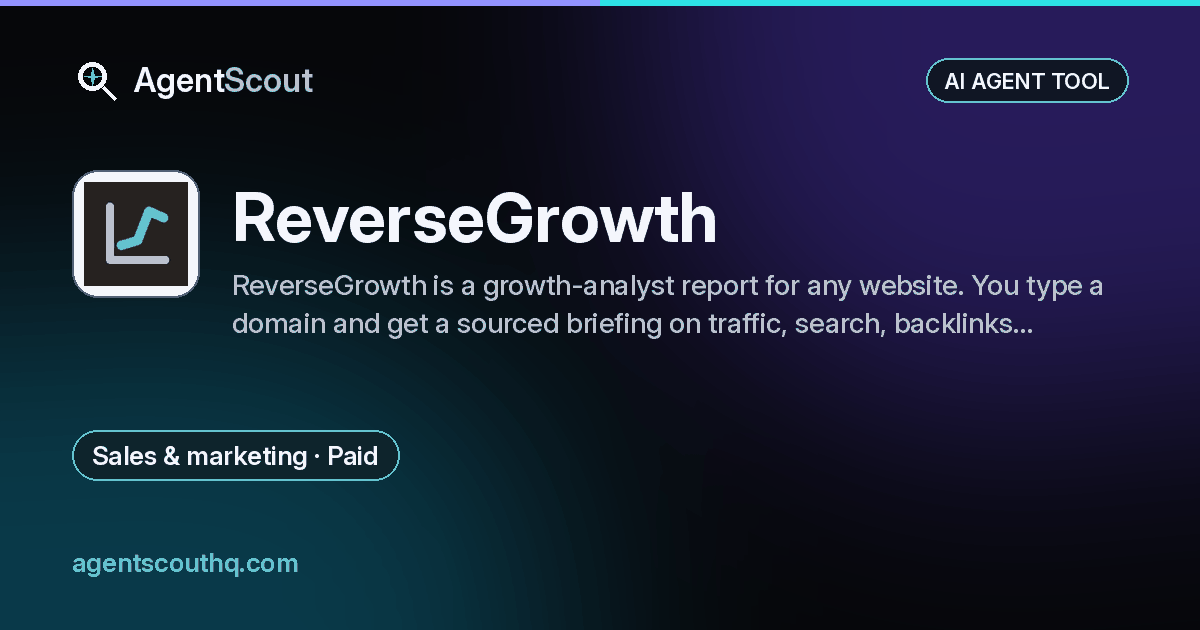 AgentScout
AI AGENT TOOL
ReverseGrowth
ReverseGrowth is a growth-analyst report for any website. You type a
domain and get a sourced briefing on traffic, search, backlinks...
Sales & marketing · Paid
agentscouthq.com